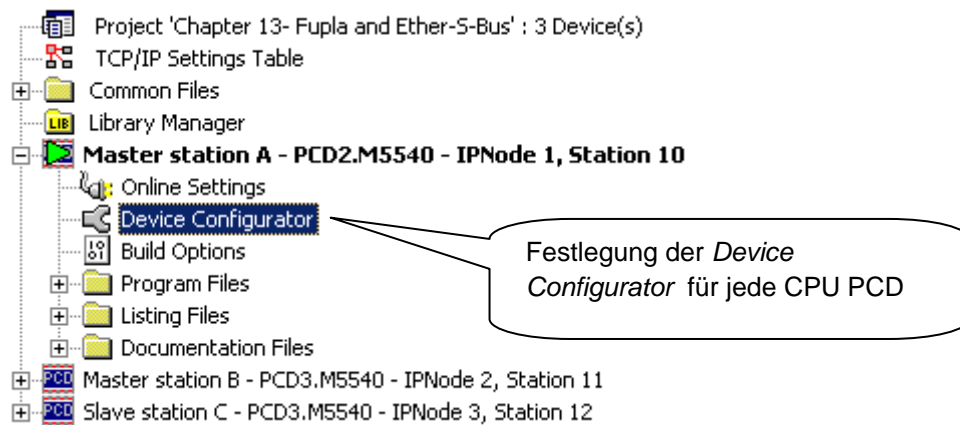 Project 'Chapter 13- Fupla and Ether-S-Bus' : 3 Device(s)
TCP/IP Settings Table
Common Files
LIB Library Manager
Master station A - PCD2.M5540 - IPNode 1, Station 10
Online Settings
Device Configurator
Build Options
Program Files
Listing Files
Documentation Files
PCD Master station B - PCD3.M5540 - IPNode 2, Station 11
PCD Slave station C - PCD3.M5540 - IPNode 3, Station 12
Festlegung der Device
Configurator für jede CPU PCD